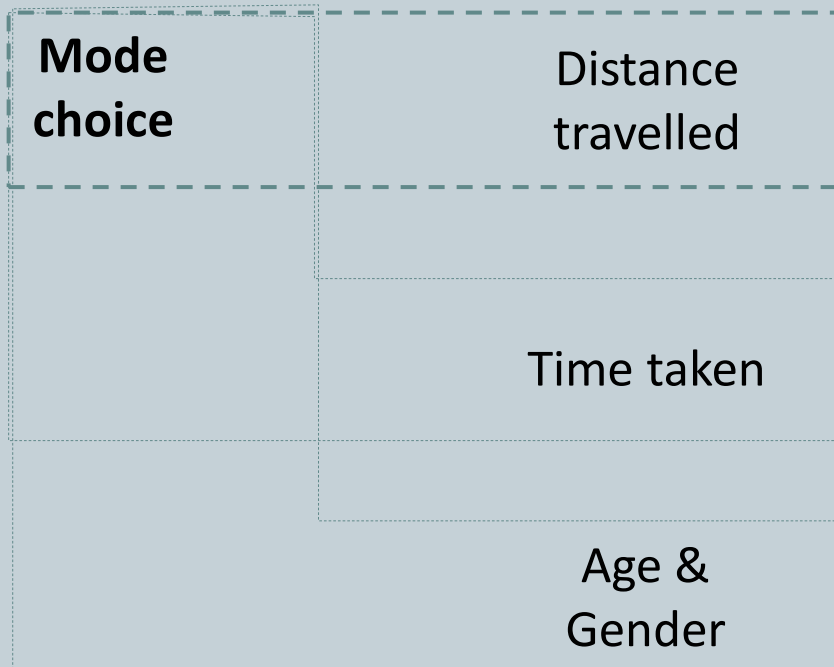 Mode
choice
Distance
travelled
Time taken
Age &
Gender